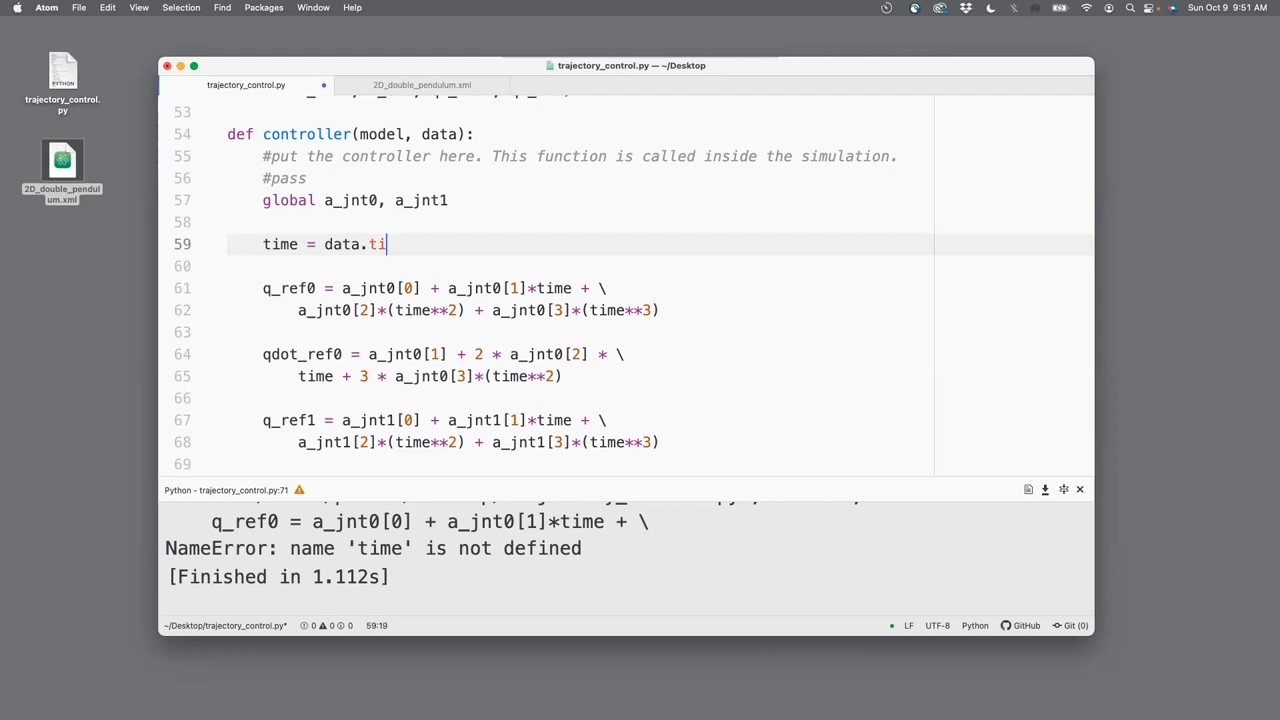 Atom File Edit View Selection Find Packages Window Help Sun Oct 9 9:51 AM
trajectory_control.py — ~/Desktop
trajectory_control.py 2D_double_pendulum.xml
PYTHON
trajectory_control.
py
2D_double_pendul
um.xml
53
54 def controller(model, data):
55 #put the controller here. This function is called inside the simulation.
56 #pass
57 global a_jnt0, a_jnt1
58
59 time = data.ti
60
61 q_ref0 = a_jnt0[0] + a_jnt0[1]*time + \
62 a_jnt0[2]*(time**2) + a_jnt0[3]*(time**3)
63
64 qdot_ref0 = a_jnt0[1] + 2 * a_jnt0[2] * \
65 time + 3 * a_jnt0[3]*(time**2)
66
67 q_ref1 = a_jnt1[0] + a_jnt1[1]*time + \
68 a_jnt1[2]*(time**2) + a_jnt1[3]*(time**3)
69
Python - trajectory_control.py:71
q_ref0 = a_jnt0[0] + a_jnt0[1]*time + \
NameError: name 'time' is not defined
[Finished in 1.112s]
~/Desktop/trajectory_control.py* 0 0 0 59:19 LF UTF-8 Python GitHub Git (0)